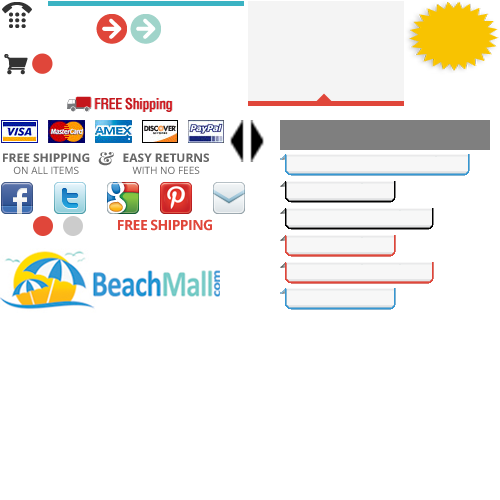 FREE Shipping
VISA
MasterCard
AMEX
DISCOVER
PayPal
FREE SHIPPING & EASY RETURNS
ON ALL ITEMS WITH NO FEES
f
g
FREE SHIPPING
BeachMall.com